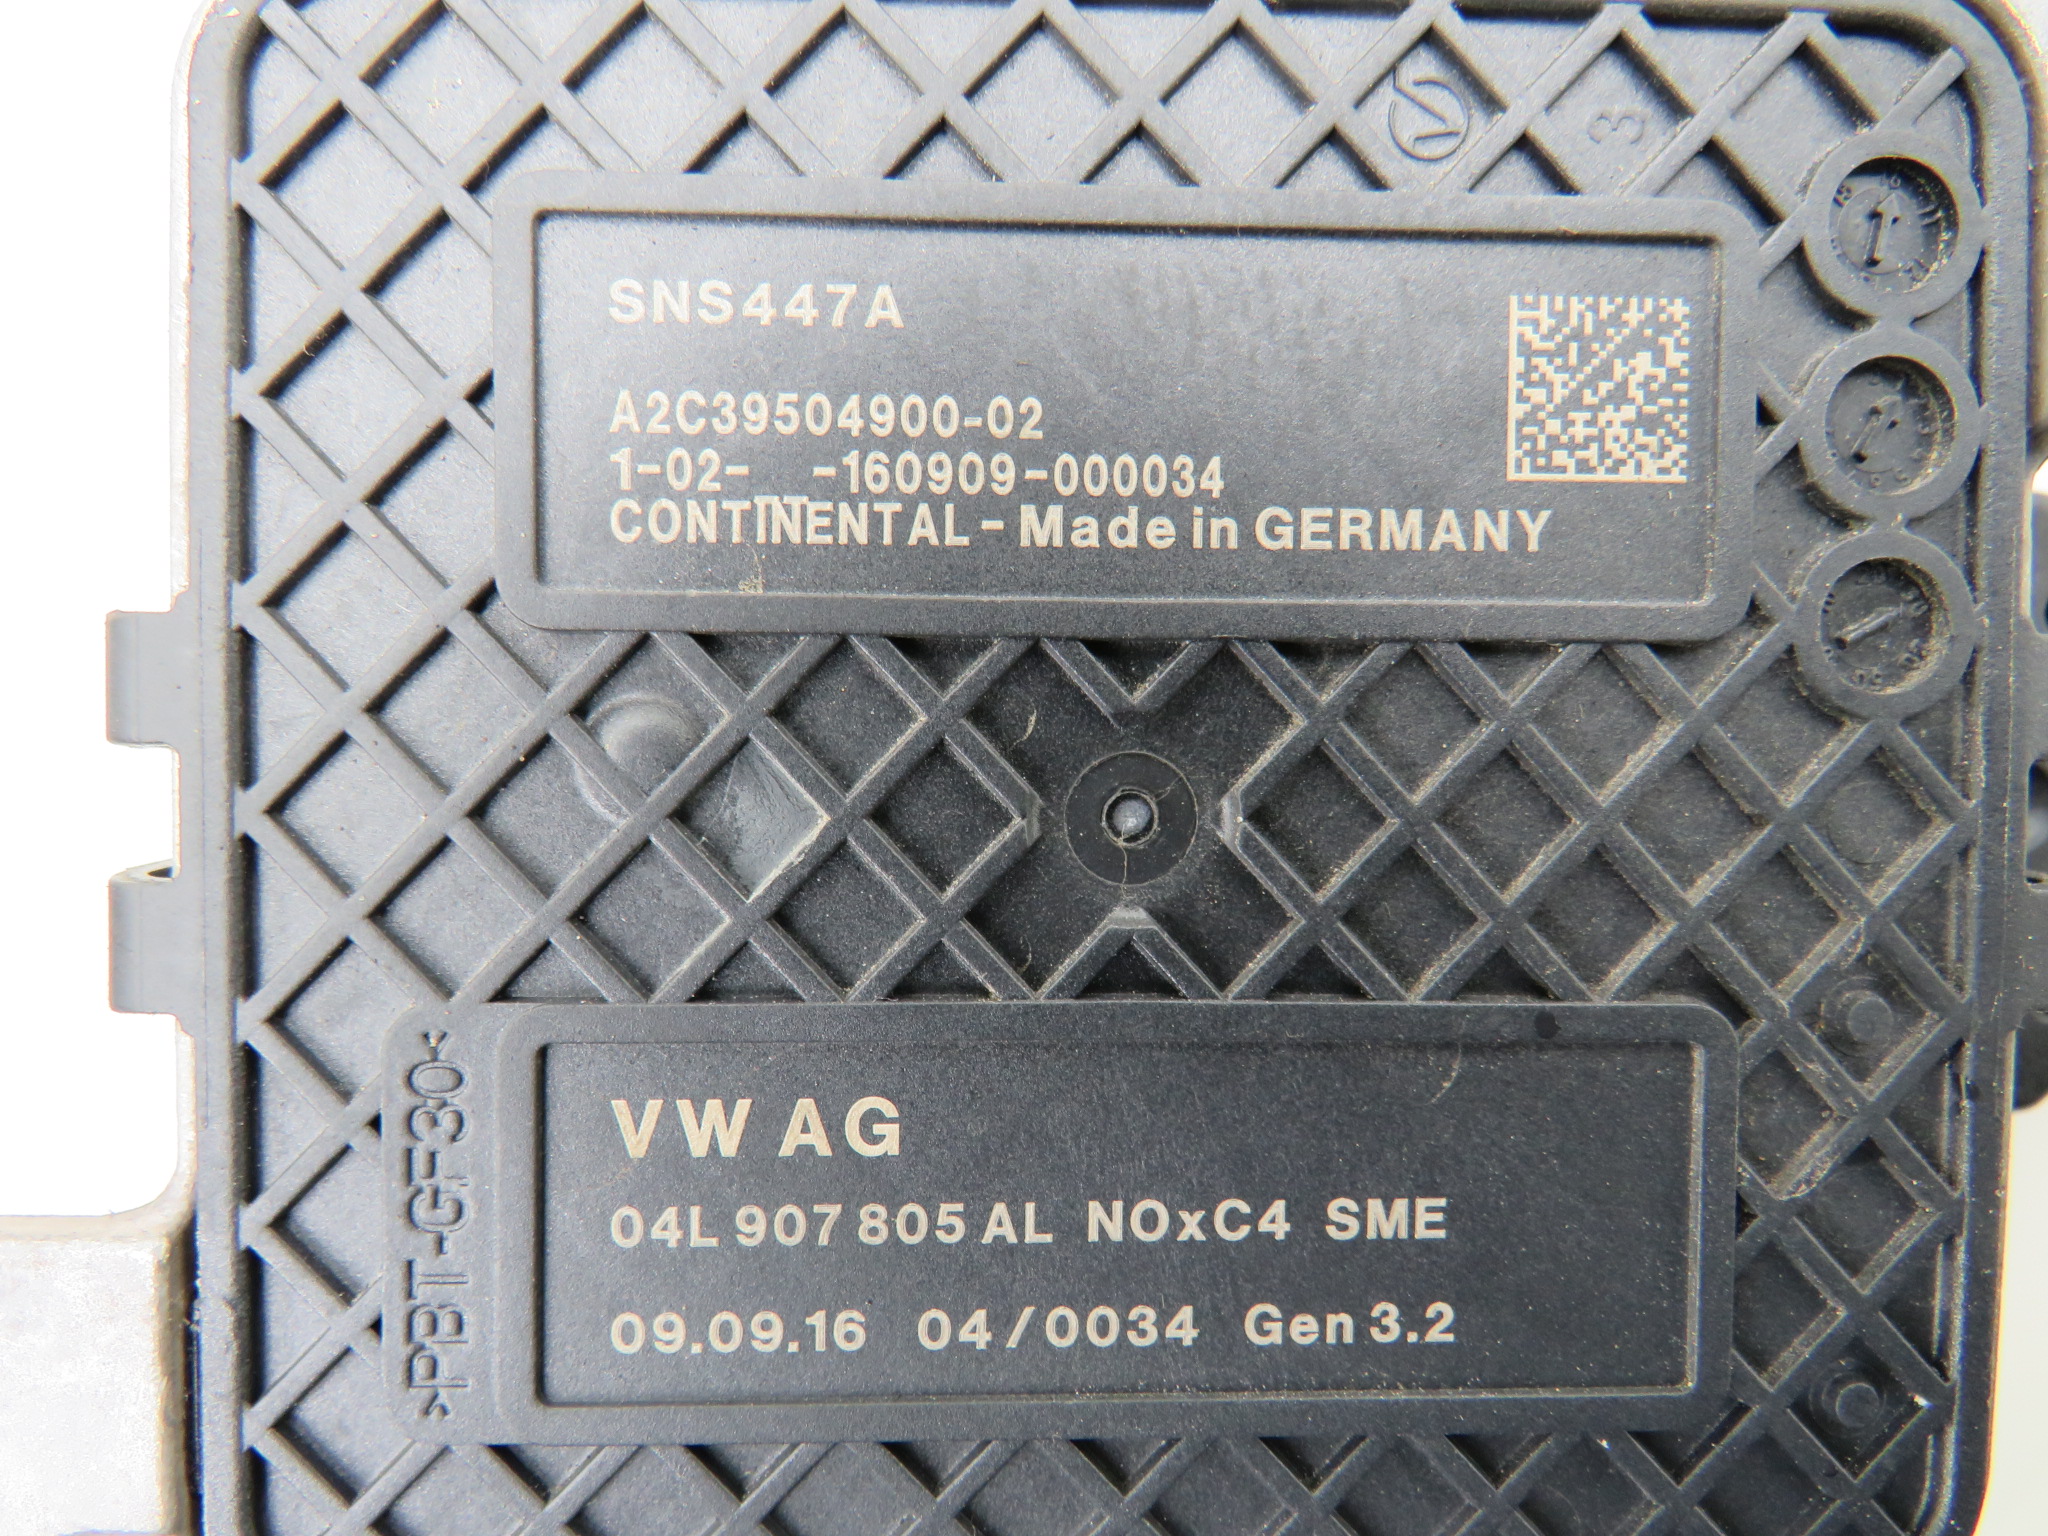 3
SNS447A
A2C39504900-02
1-02- -160909-000034
CONTINENTAL - Made in GERMANY
>PBT-GF30<
VW AG
04L 907 805 AL NOxC4 SME
09.09.16 04/0034 Gen 3.2